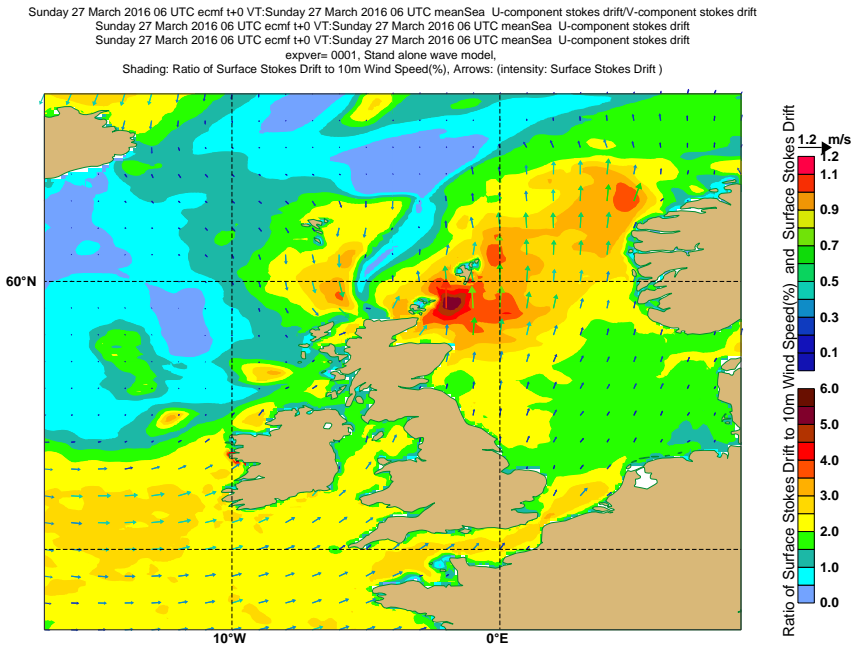 Sunday 27 March 2016 06 UTC ecmf t+0 VT:Sunday 27 March 2016 06 UTC meanSea U-component stokes drift/V-component stokes drift
Sunday 27 March 2016 06 UTC ecmf t+0 VT:Sunday 27 March 2016 06 UTC meanSea U-component stokes drift
Sunday 27 March 2016 06 UTC ecmf t+0 VT:Sunday 27 March 2016 06 UTC meanSea U-component stokes drift
expver= 0001, Stand alone wave model,
Shading: Ratio of Surface Stokes Drift to 10m Wind Speed(%), Arrows: (intensity: Surface Stokes Drift )
60°N
10°W
0°E
Ratio of Surface Stokes Drift to 10m Wind Speed(%) and Surface Stokes Drift
1.2 m/s
1.2
1.1
0.9
0.7
0.5
0.3
0.1
6.0
5.0
4.0
3.0
2.0
1.0
0.0